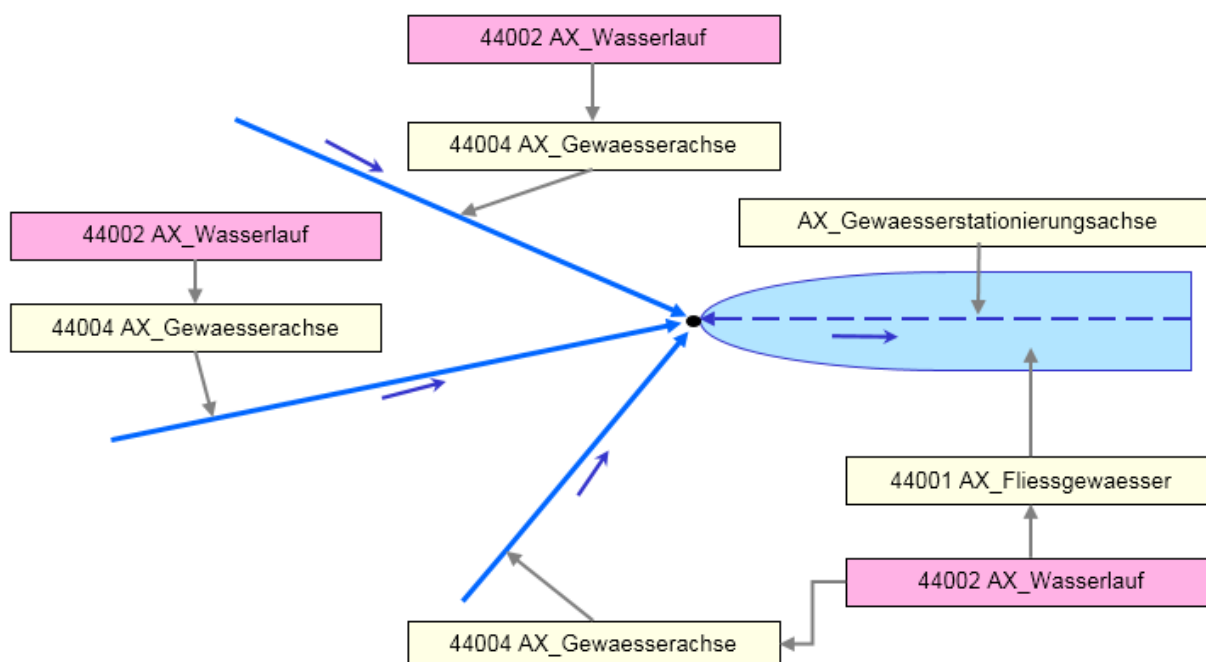 44002 AX_Wasserlauf
44004 AX_Gewaesserachse
44002 AX_Wasserlauf
AX_Gewaesserstationierungsachse
44004 AX_Gewaesserachse
44001 AX_Fliessgewaesser
44002 AX_Wasserlauf
44004 AX_Gewaesserachse